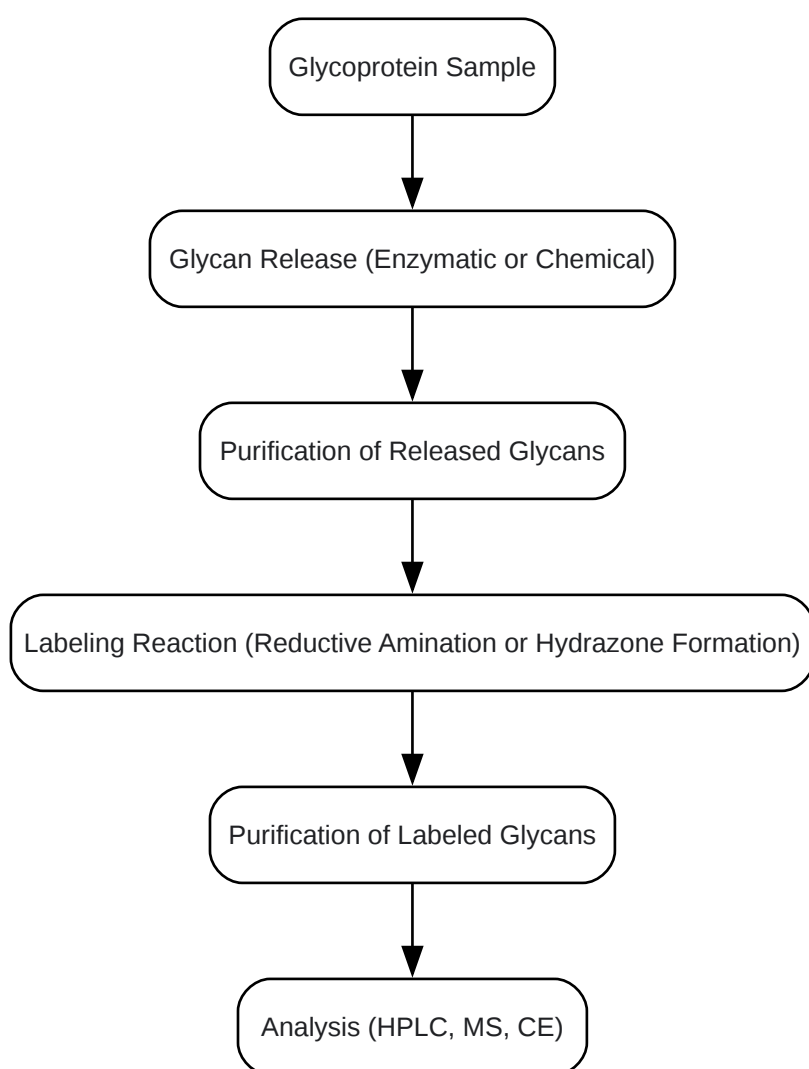 Glycoprotein Sample
Glycan Release (Enzymatic or Chemical)
Purification of Released Glycans
Labeling Reaction (Reductive Amination or Hydrazone Formation)
Purification of Labeled Glycans
Analysis (HPLC, MS, CE)